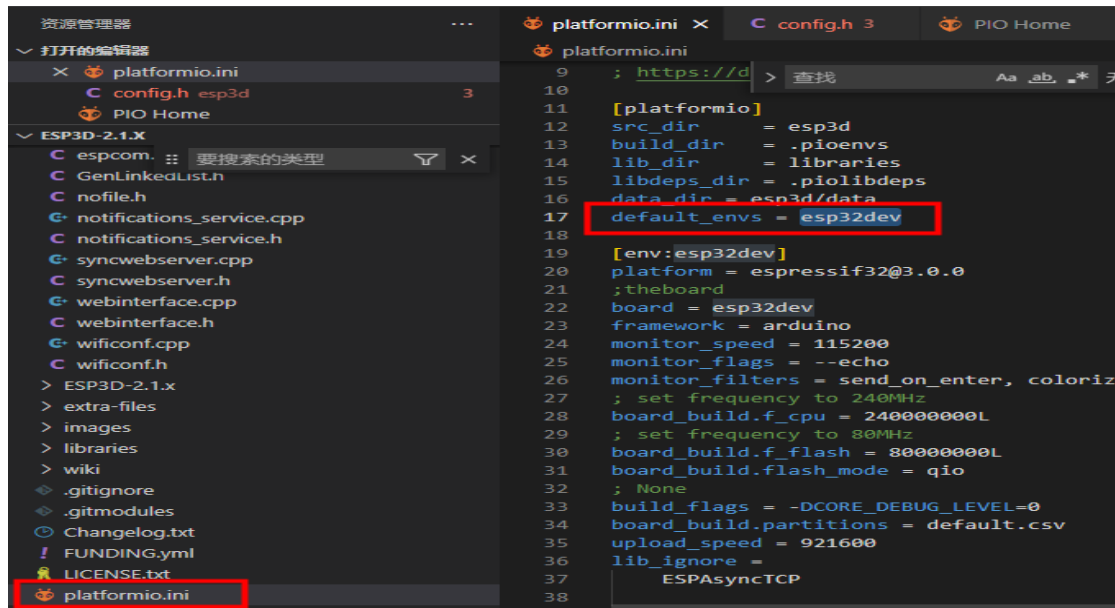 资源管理器
···
打开的编辑器
platformio.ini
config.h esp3d 3
PIO Home
ESP3D-2.1.X
espcom.
要搜索的类型
GenLinkedList.h
nofile.h
notifications_service.cpp
notifications_service.h
syncwebserver.cpp
syncwebserver.h
webinterface.cpp
webinterface.h
wificonf.cpp
wificonf.h
ESP3D-2.1.x
extra-files
images
libraries
wiki
.gitignore
.gitmodules
Changelog.txt
FUNDING.yml
LICENSE.txt
platformio.ini
platformio.ini config.h 3 PIO Home
platformio.ini
查找 Aa ab .*
9 ; https://d
10
11 [platformio]
12 src_dir = esp3d
13 build_dir = .pioenvs
14 lib_dir = libraries
15 libdeps_dir = .piolibdeps
16 data_dir = esp3d/data
17 default_envs = esp32dev
18
19 [env:esp32dev]
20 platform = espressif32@3.0.0
21 ;theboard
22 board = esp32dev
23 framework = arduino
24 monitor_speed = 115200
25 monitor_flags = --echo
26 monitor_filters = send_on_enter, coloriz
27 ; set frequency to 240MHz
28 board_build.f_cpu = 240000000L
29 ; set frequency to 80MHz
30 board_build.f_flash = 80000000L
31 board_build.flash_mode = qio
32 ; None
33 build_flags = -DCORE_DEBUG_LEVEL=0
34 board_build.partitions = default.csv
35 upload_speed = 921600
36 lib_ignore =
37 ESPAsyncTCP
38